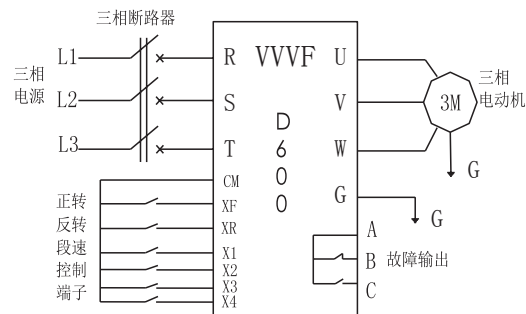 三相断路器
三相
电源
L1
L2
L3
R
S
T
VVVF
D
6
0
0
U
V
W
G
3M
三相
电动机
G
G
CM
XF
XR
X1
X2
X3
X4
正转
反转
段速
控制
端子
A
B
C
故障输出